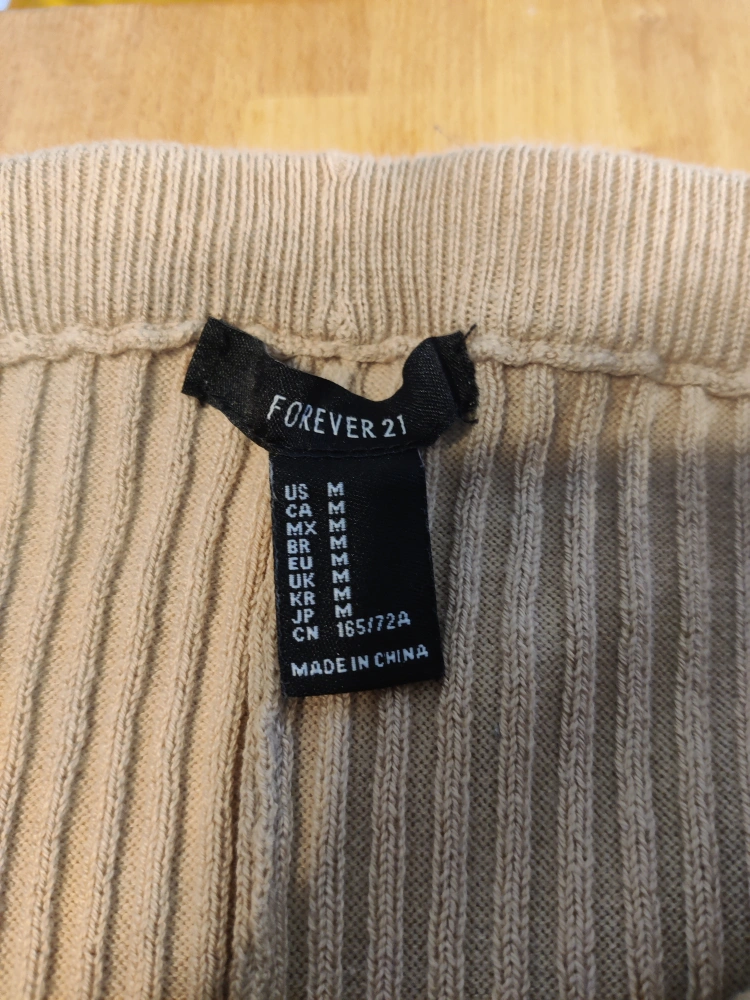 FOREVER 21
US M
CA M
MX M
BR M
EU M
UK M
KR M
JP M
CN 165/72A
MADE IN CHINA